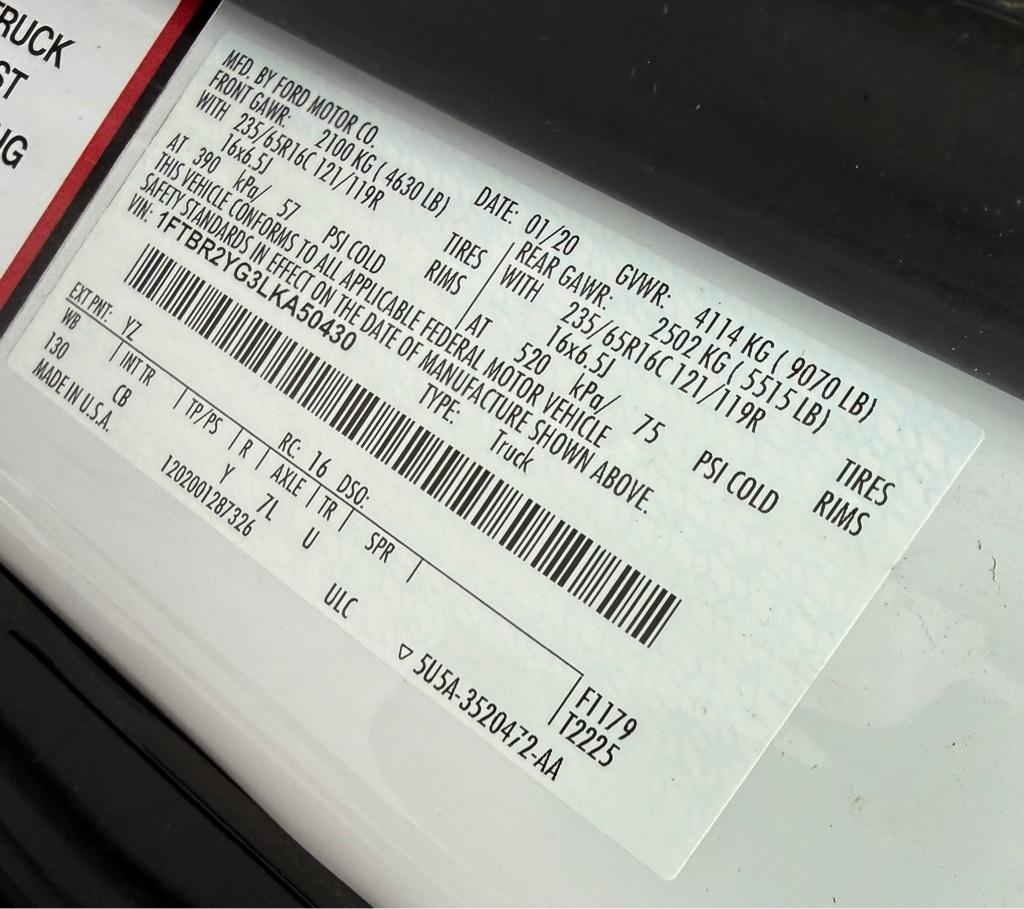 RUCK
ST
NG
MFD. BY FORD MOTOR CO.
DATE: 01/20 GVWR: 4114 KG ( 9070 LB)
FRONT GAWR: 2100 KG ( 4630 LB) REAR GAWR: 2502 KG ( 5515 LB)
WITH 235/65R16C 121/119R TIRES WITH 235/65R16C 121/119R TIRES
16x6.5J RIMS 16x6.5J RIMS
AT 390 kPa/ 57 PSI COLD AT 520 kPa/ 75 PSI COLD
THIS VEHICLE CONFORMS TO ALL APPLICABLE FEDERAL MOTOR VEHICLE
SAFETY STANDARDS IN EFFECT ON THE DATE OF MANUFACTURE SHOWN ABOVE.
VIN: 1FTBR2YG3LKA50430 TYPE: Truck
EXT PNT: YZ RC: 16 DSO: F1179
WB INT TR TP/PS R AXLE TR SPR T2225
130 CB Y 7L U
MADE IN U.S.A. 1202001287326 ULC ▽ 5U5A-3520472-AA